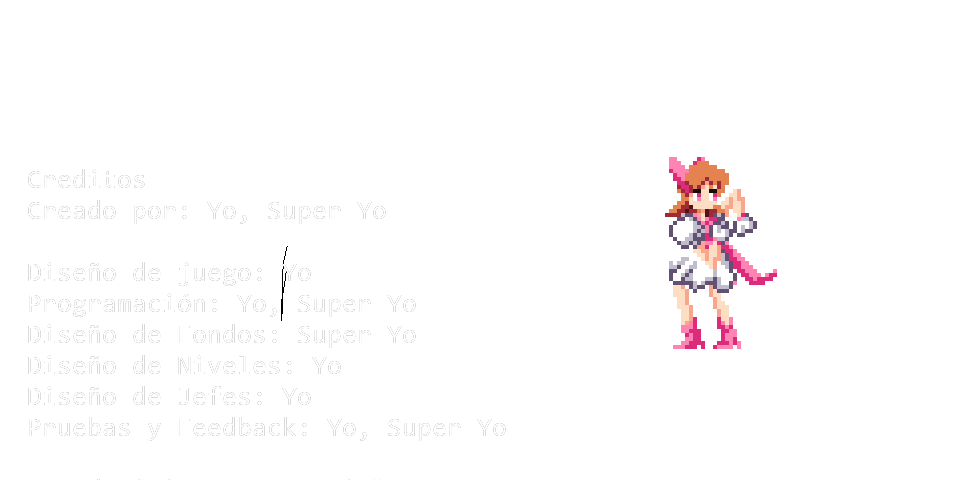 Creditos
Creado por: Yo, Super Yo
Diseño de juego: Yo
Programación: Yo, Super Yo
Diseño de Fondos: Super Yo
Diseño de Niveles: Yo
Diseño de Jefes: Yo
Pruebas y Feedback: Yo, Super Yo